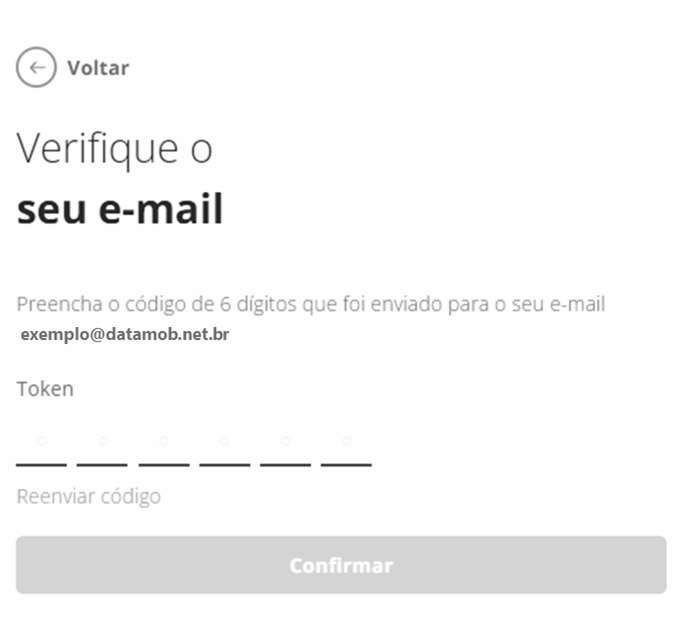 Voltar
Verifique o
seu e-mail
Preencha o código de 6 dígitos que foi enviado para o seu e-mail
exemplo@datamob.net.br
Token
Reenviar código
Confirmar